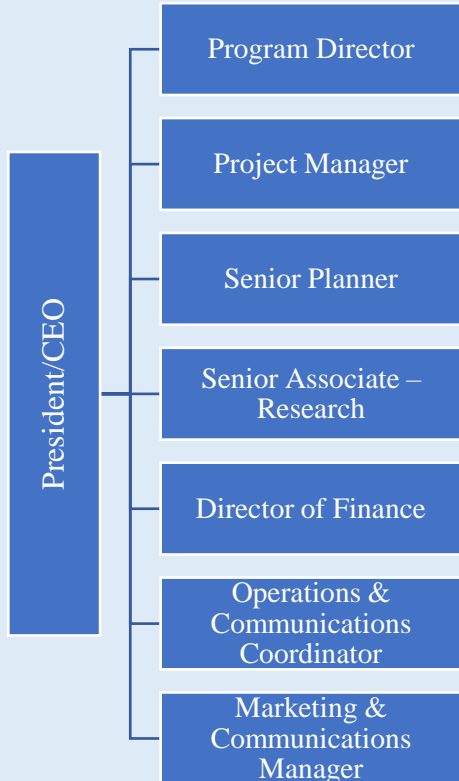 President/CEO
Program Director
Project Manager
Senior Planner
Senior Associate –
Research
Director of Finance
Operations &
Communications
Coordinator
Marketing &
Communications
Manager